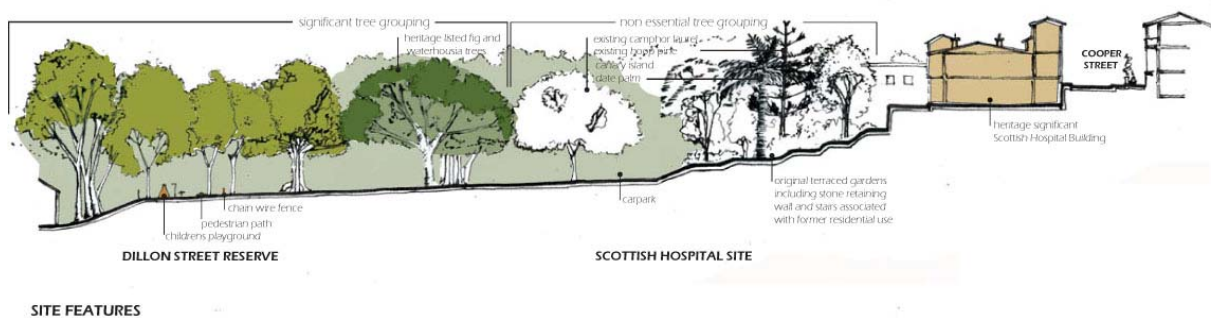 significant tree grouping
non essential tree grouping
heritage listed fig and
waterhousia trees
existing camphor laurel
existing hoop pine
canary island
date palm
COOPER
STREET
heritage significant
Scottish Hospital Building
original terraced gardens
including stone retaining
wall and stairs associated
with former residential use
carpark
chain wire fence
pedestrian path
childrens playground
DILLON STREET RESERVE
SCOTTISH HOSPITAL SITE
SITE FEATURES